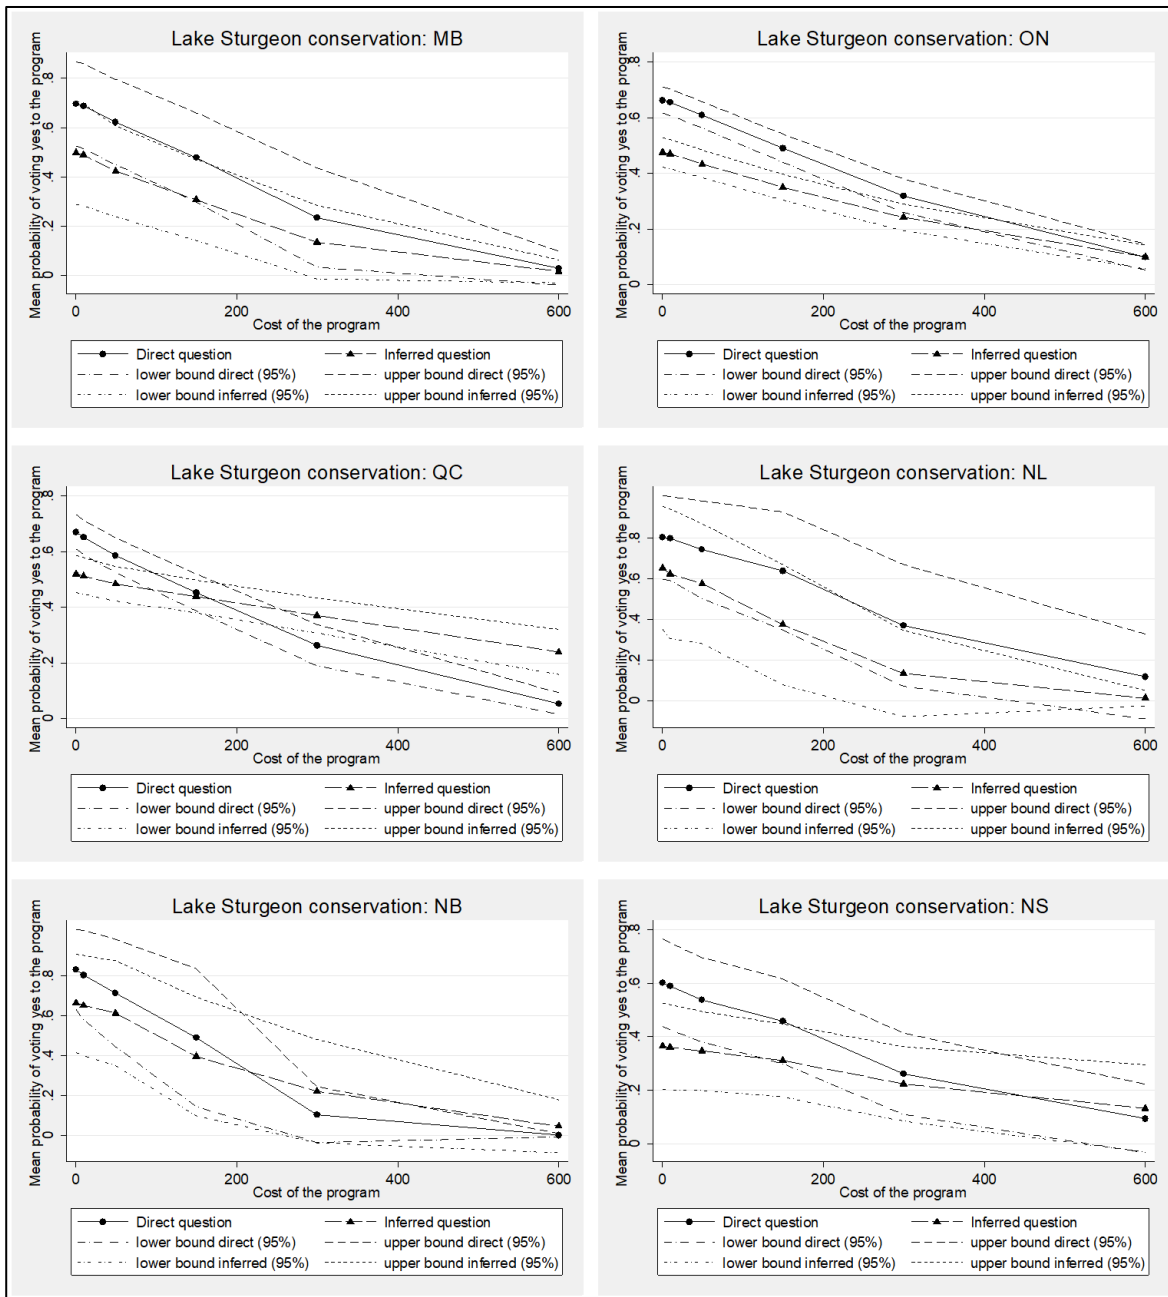 Lake Sturgeon conservation: MB
Mean probability of voting yes to the program
.8
.6
.4
.2
0
0 200 400 600
Cost of the program
Direct question Inferred question
lower bound direct (95%) upper bound direct (95%)
lower bound inferred (95%) upper bound inferred (95%)
Lake Sturgeon conservation: ON
Mean probability of voting yes to the program
.8
.6
.4
.2
0
0 200 400 600
Cost of the program
Direct question Inferred question
lower bound direct (95%) upper bound direct (95%)
lower bound inferred (95%) upper bound inferred (95%)
Lake Sturgeon conservation: QC
Mean probability of voting yes to the program
.8
.6
.4
.2
0
0 200 400 600
Cost of the program
Direct question Inferred question
lower bound direct (95%) upper bound direct (95%)
lower bound inferred (95%) upper bound inferred (95%)
Lake Sturgeon conservation: NL
Mean probability of voting yes to the program
.8
.6
.4
.2
0
0 200 400 600
Cost of the program
Direct question Inferred question
lower bound direct (95%) upper bound direct (95%)
lower bound inferred (95%) upper bound inferred (95%)
Lake Sturgeon conservation: NB
Mean probability of voting yes to the program
.8
.6
.4
.2
0
0 200 400 600
Cost of the program
Direct question Inferred question
lower bound direct (95%) upper bound direct (95%)
lower bound inferred (95%) upper bound inferred (95%)
Lake Sturgeon conservation: NS
Mean probability of voting yes to the program
.8
.6
.4
.2
0
0 200 400 600
Cost of the program
Direct question Inferred question
lower bound direct (95%) upper bound direct (95%)
lower bound inferred (95%) upper bound inferred (95%)